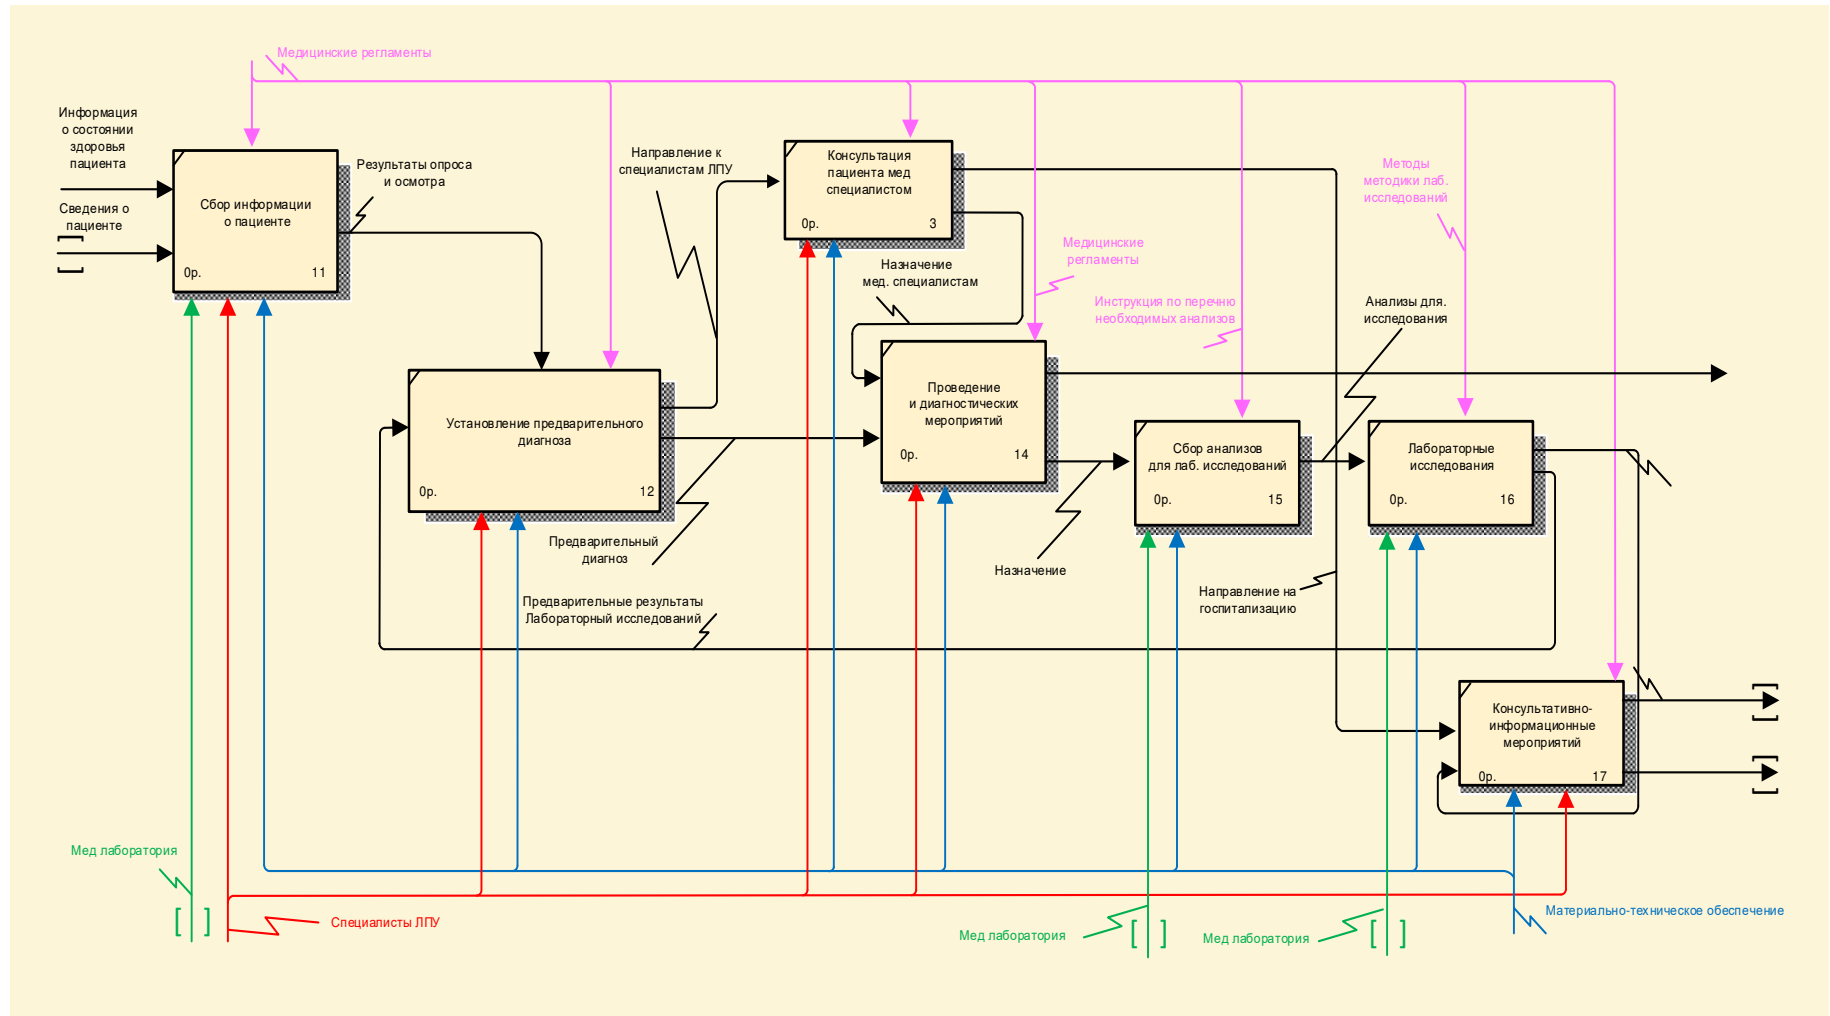 Медицинские регламенты
Информация
о состоянии
здоровья
пациента
Сведения о
пациенте
Сбор информации
о пациенте
0р.
11
Результаты опроса
и осмотра
Направление к
специалистам ЛПУ
Консультация
пациента мед
специалистом
0р.
3
Методы
методики лаб.
исследований
Медицинские
регламенты
Назначение
мед. специалистам
Инструкция по перечню
необходимых анализов
Анализы для.
исследования
Установление предварительного
диагноза
0р.
12
Проведение
и диагностических
мероприятий
0р.
14
Сбор анализов
для лаб. исследований
0р.
15
Лабораторные
исследования
0р.
16
Предварительный
диагноз
Назначение
Предварительные результаты
Лабораторный исследований
Направление на
госпитализацию
Консультативно-
информационные
мероприятий
0р.
17
Мед лаборатория
Специалисты ЛПУ
Мед лаборатория
Мед лаборатория
Материально-техническое обеспечение